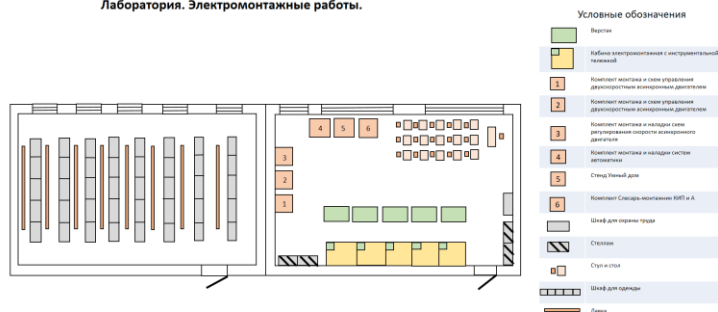 Лаборатория. Электромонтажные работы.
Условные обозначения
Верстак
Кабина электромонтажная с инструментальной
тележкой
1
Комплект монтажа и схем управления
двухскоростным асинхронным двигателем
2
Комплект монтажа и схем управления
двухскоростным асинхронным двигателем
3
Комплект монтажа и наладки схем
регулирования скорости асинхронного
двигателя
4
Комплект монтажа и наладки систем
автоматики
5
Стенд Умный дом
6
Комплект Слесарь-монтажник КИП и А
Шкаф для охраны труда
Стеллаж
Стул и стол
Шкаф для одежды
Лавка
4 5 6
3
2
1